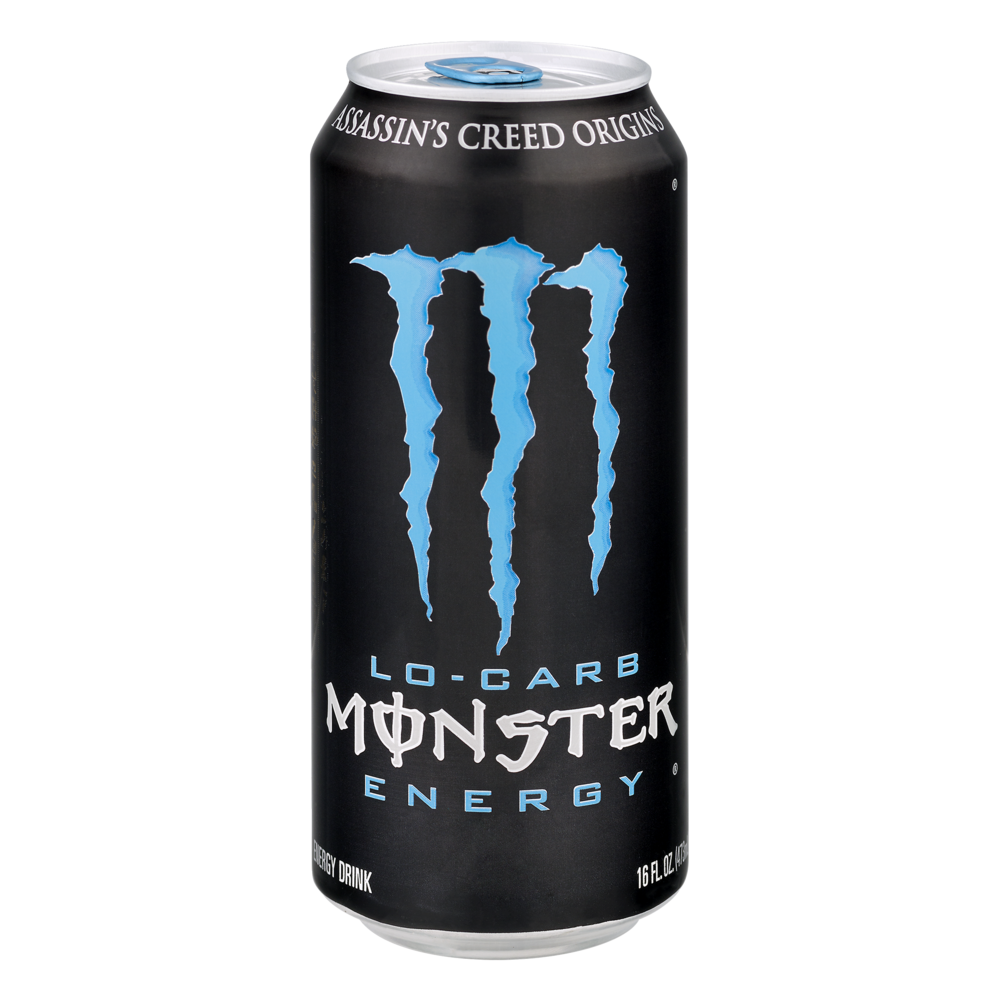 ASSASSIN'S CREED ORIGINS
®
LO-CARB
MONSTER
®
ENERGY
ENERGY DRINK
16 FL. OZ.